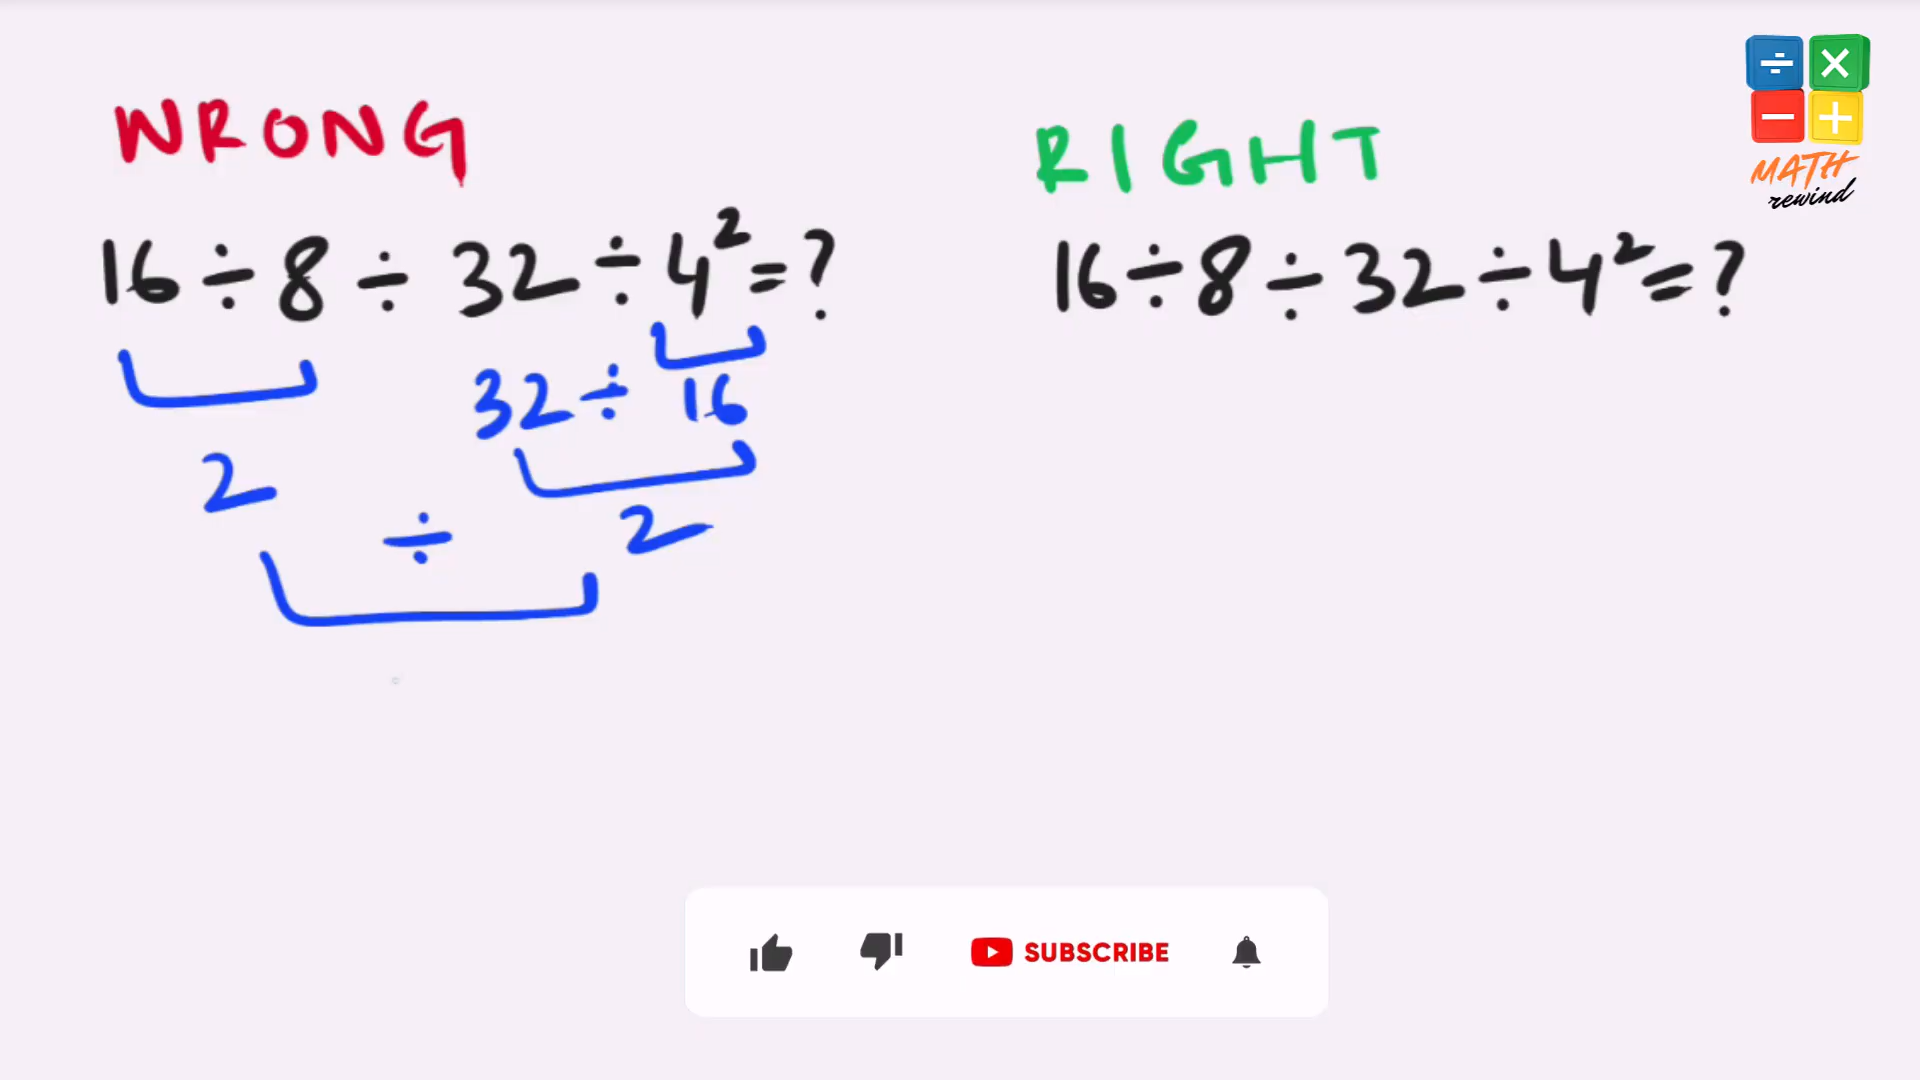 WRONG
16 ÷ 8 ÷ 32 ÷ 4² = ?
32 ÷ 16
2 ÷ 2
RIGHT
16 ÷ 8 ÷ 32 ÷ 4² = ?
MATH
rewind
SUBSCRIBE